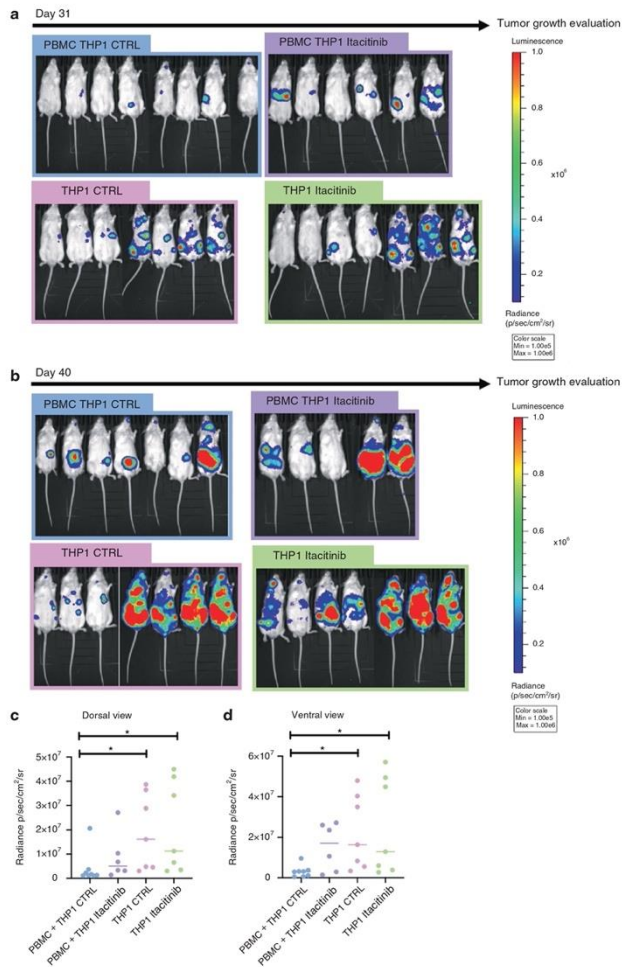 a
Day 31
Tumor growth evaluation
PBMC THP1 CTRL
PBMC THP1 Itacitinib
Luminescence
1.0
0.8
0.6
x10⁶
0.4
0.2
THP1 CTRL
THP1 Itacitinib
Radiance
(p/sec/cm²/sr)
Color scale
Min = 1.00e5
Max = 1.00e6
b
Day 40
Tumor growth evaluation
PBMC THP1 CTRL
PBMC THP1 Itacitinib
Luminescence
1.0
0.8
0.6
0.4
0.2
THP1 CTRL
THP1 Itacitinib
Radiance
(p/sec/cm²/sr)
Color scale
Min = 1.00e5
Max = 1.00e6
c
Dorsal view
*
*
Radiance p/sec/cm²/sr
5×10⁷
4×10⁷
3×10⁷
2×10⁷
1×10⁷
0
PBMC + THP1 CTRL
PBMC + THP1 Itacitinib
THP1 CTRL
THP1 Itacitinib
d
Ventral view
*
*
Radiance p/sec/cm²/sr
6×10⁷
4×10⁷
2×10⁷
0
PBMC + THP1 CTRL
PBMC + THP1 Itacitinib
THP1 CTRL
THP1 Itacitinib